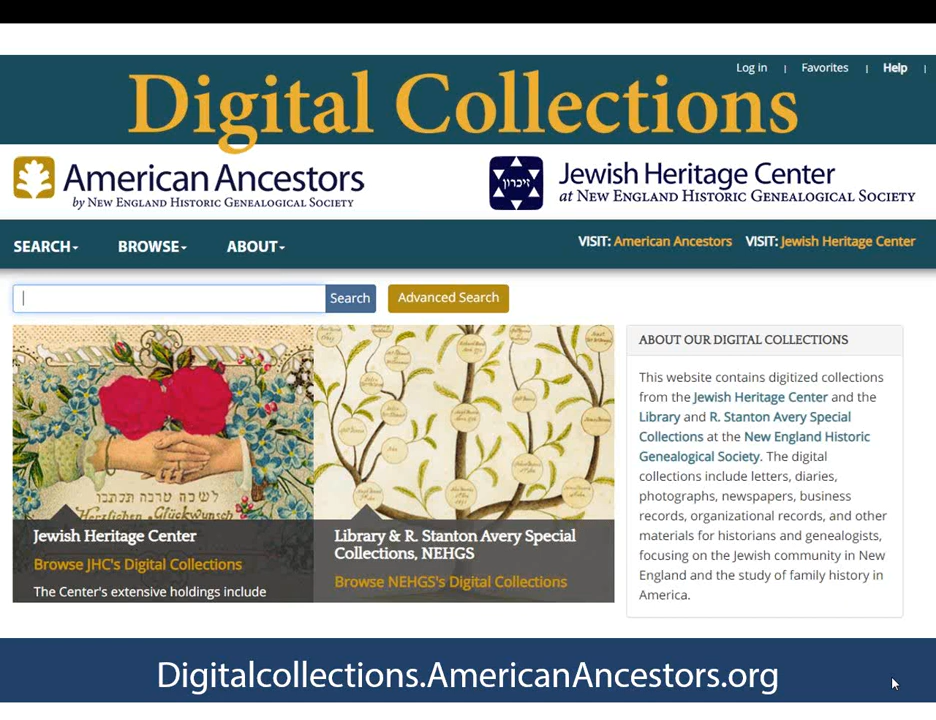 Log in | Favorites | Help |
Digital Collections
American Ancestors
by NEW ENGLAND HISTORIC GENEALOGICAL SOCIETY
זיכרון
Jewish Heritage Center
at NEW ENGLAND HISTORIC GENEALOGICAL SOCIETY
SEARCH BROWSE ABOUT
VISIT: American Ancestors VISIT: Jewish Heritage Center
Search Advanced Search
לשיכה טרכה תכתבו
Herzlichen Glückwunsch
Jewish Heritage Center
Browse JHC's Digital Collections
The Center's extensive holdings include
Library & R. Stanton Avery Special
Collections, NEHGS
Browse NEHGS's Digital Collections
ABOUT OUR DIGITAL COLLECTIONS
This website contains digitized collections
from the Jewish Heritage Center and the
Library and R. Stanton Avery Special
Collections at the New England Historic
Genealogical Society. The digital
collections include letters, diaries,
photographs, newspapers, business
records, organizational records, and other
materials for historians and genealogists,
focusing on the Jewish community in New
England and the study of family history in
America.
Digitalcollections.AmericanAncestors.org